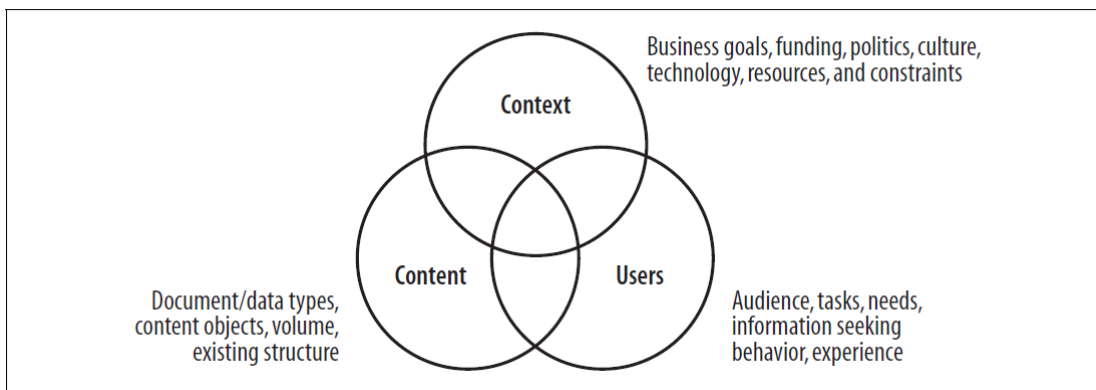 Business goals, funding, politics, culture,
technology, resources, and constraints
Context
Content
Users
Document/data types,
content objects, volume,
existing structure
Audience, tasks, needs,
information seeking
behavior, experience